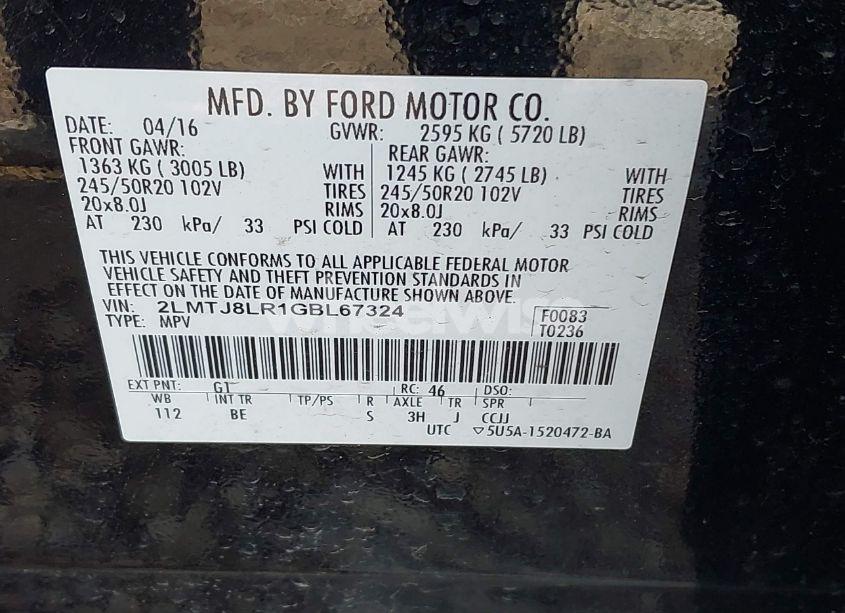 MFD. BY FORD MOTOR CO.
DATE: 04/16 GVWR: 2595 KG ( 5720 LB)
FRONT GAWR: REAR GAWR:
1363 KG ( 3005 LB) WITH 1245 KG ( 2745 LB) WITH
245/50R20 102V TIRES 245/50R20 102V TIRES
20x8.0J RIMS 20x8.0J RIMS
AT 230 kPa/ 33 PSI COLD AT 230 kPa/ 33 PSI COLD
THIS VEHICLE CONFORMS TO ALL APPLICABLE FEDERAL MOTOR
VEHICLE SAFETY AND THEFT PREVENTION STANDARDS IN
EFFECT ON THE DATE OF MANUFACTURE SHOWN ABOVE.
VIN: 2LMTJ8LR1GBL67324 F0083
TYPE: MPV T0236
wheelwise
EXT PNT: G1 RC: 46 DSO:
WB INT TR TP/PS R AXLE TR SPR
112 BE S 3H J CCJJ
UTC ▽5U5A-1520472-BA